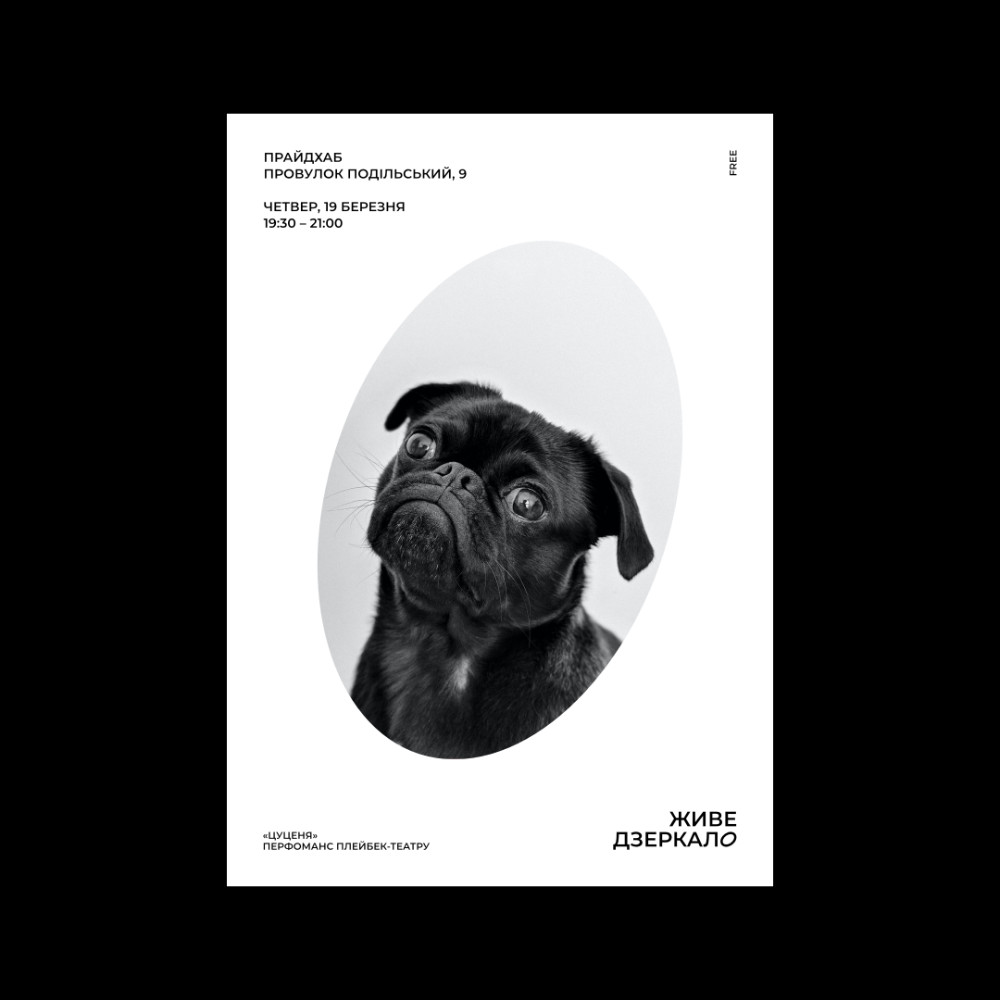 ПРАЙДХАБ
ПРОВУЛОК ПОДІЛЬСЬКИЙ, 9
ЧЕТВЕР, 19 БЕРЕЗНЯ
19:30 – 21:00
FREE
«ЦУЦЕНЯ»
ПЕРФОМАНС ПЛЕЙБЕК-ТЕАТРУ
ЖИВЕ
ДЗЕРКАЛО